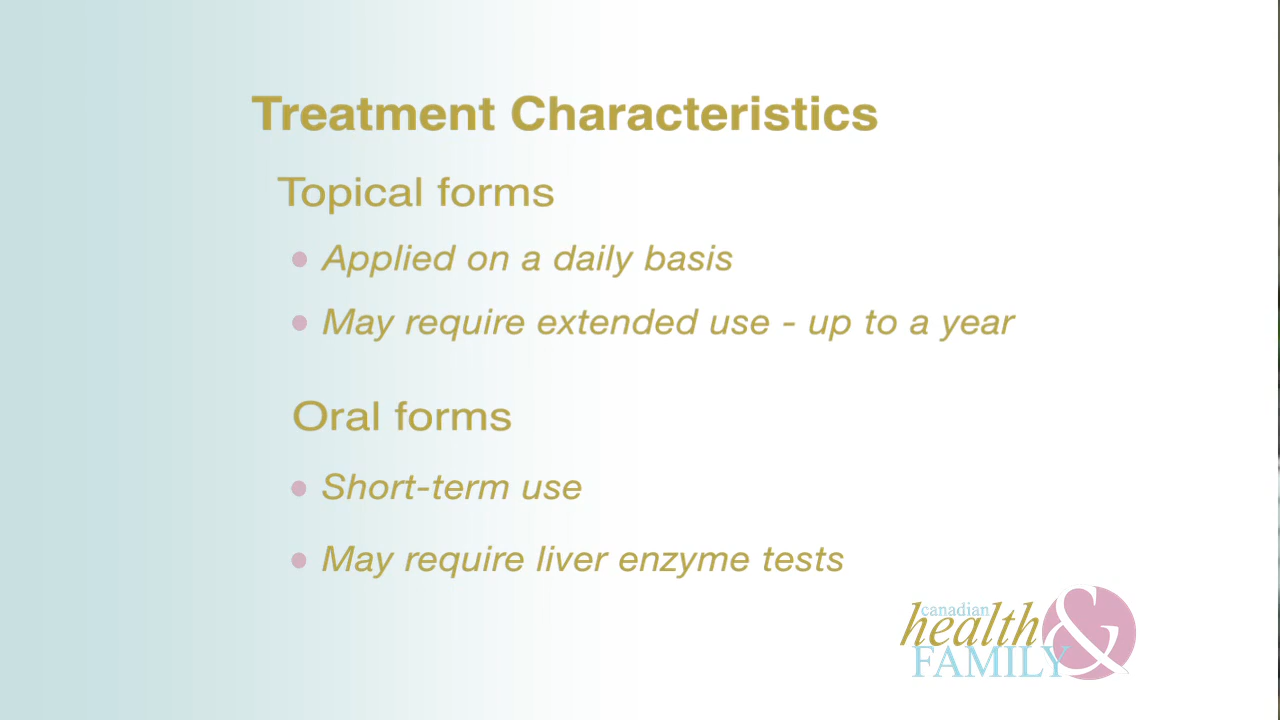 Treatment Characteristics
Topical forms
• Applied on a daily basis
• May require extended use - up to a year
Oral forms
• Short-term use
• May require liver enzyme tests
canadian
health &
FAMILY